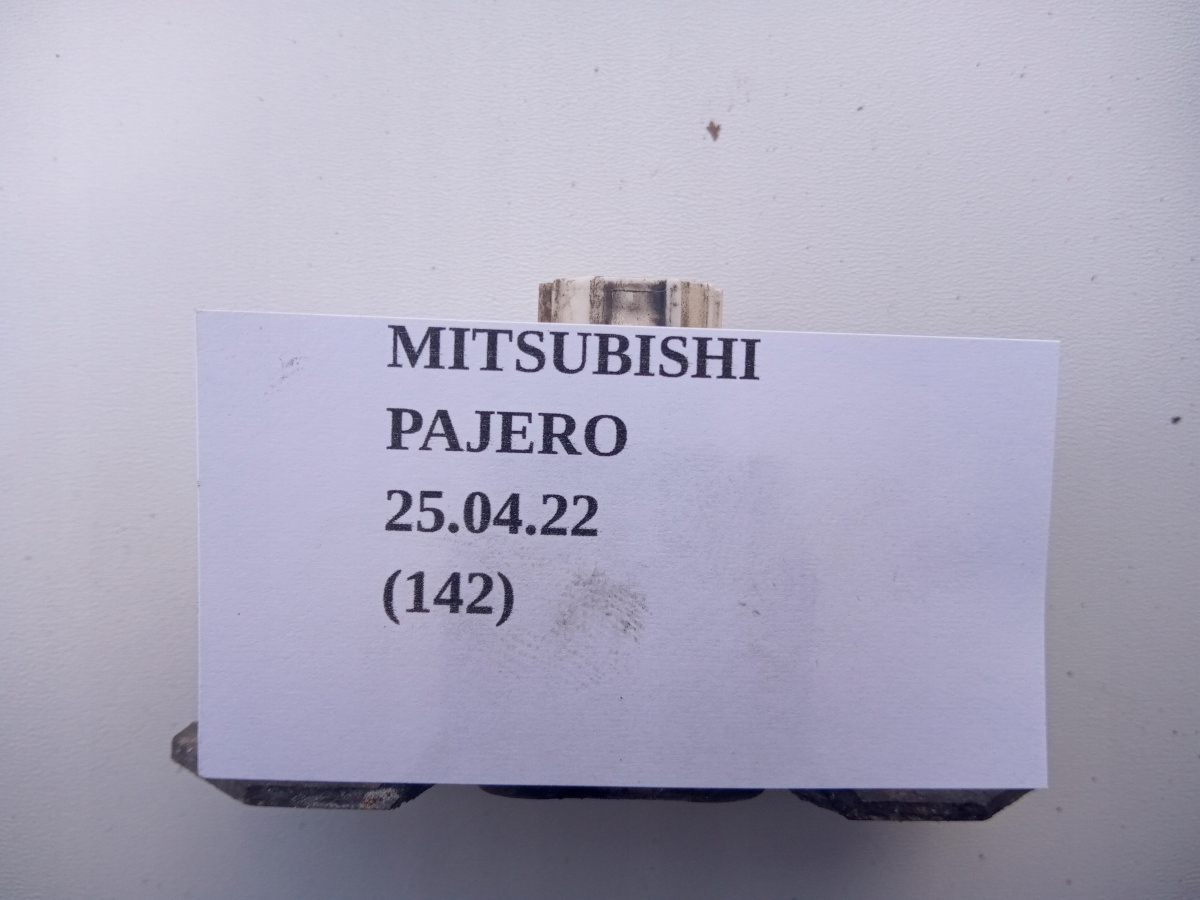 MITSUBISHI
PAJERO
25.04.22
(142)